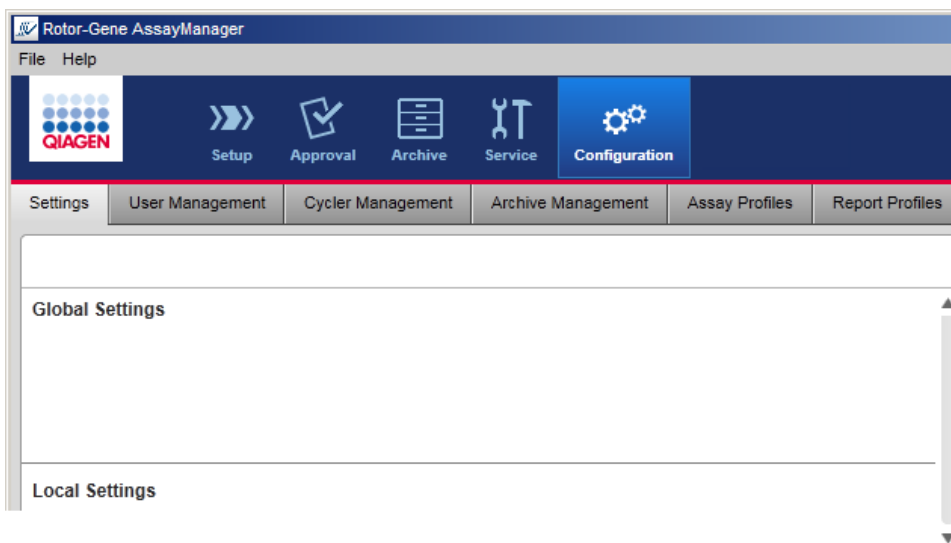 Rotor-Gene AssayManager
File Help
QIAGEN
Setup Approval Archive Service Configuration
Settings User Management Cycler Management Archive Management Assay Profiles Report Profiles
Global Settings
Local Settings